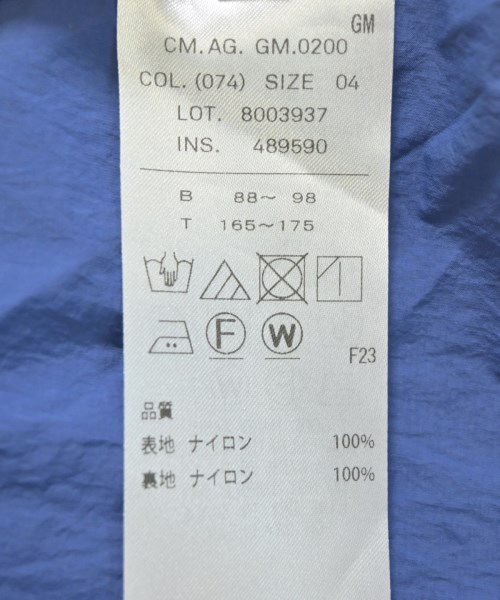 GM
CM. AG. GM.0200
COL. (074) SIZE 04
LOT. 8003937
INS. 489590
B 88～ 98
T 165～175
F W
F23
品質
表地 ナイロン 100%
裏地 ナイロン 100%